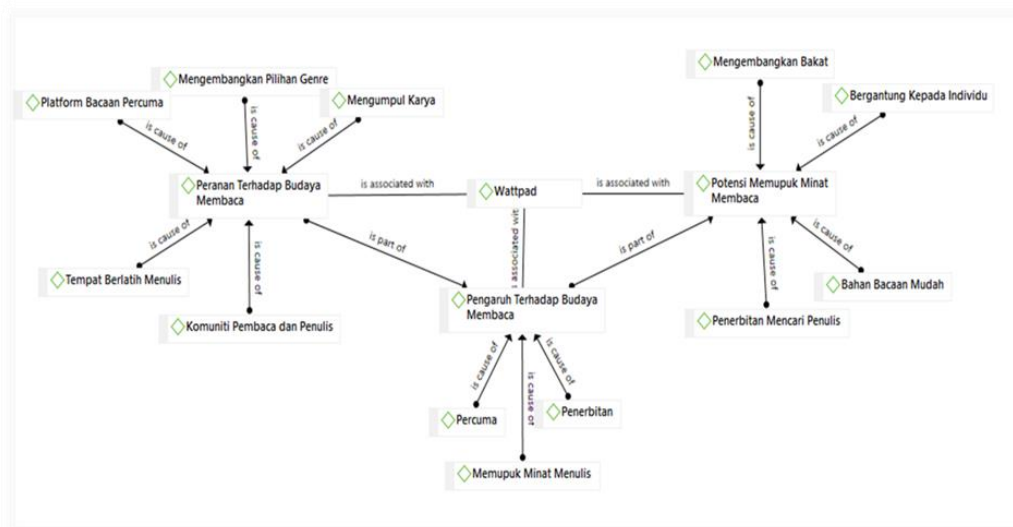 Mengembangkan Bakat
Mengembangkan Pilihan Genre
Platform Bacaan Percuma
Mengumpul Karya
Bergantung Kepada Individu
is cause of
is cause of
is cause of
is cause of
is cause of
Peranan Terhadap Budaya
Membaca
is associated with
Wattpad
is associated with
Potensi Memupuk Minat
Membaca
is cause of
is cause of
is part of
associated
is part of
is cause of
is cause of
Tempat Berlatih Menulis
Bahan Bacaan Mudah
Komuniti Pembaca dan Penulis
Pengaruh Terhadap Budaya
Membaca
Penerbitan Mencari Penulis
is cause of
is cause of
is cause of
Percuma
Penerbitan
Memupuk Minat Menulis